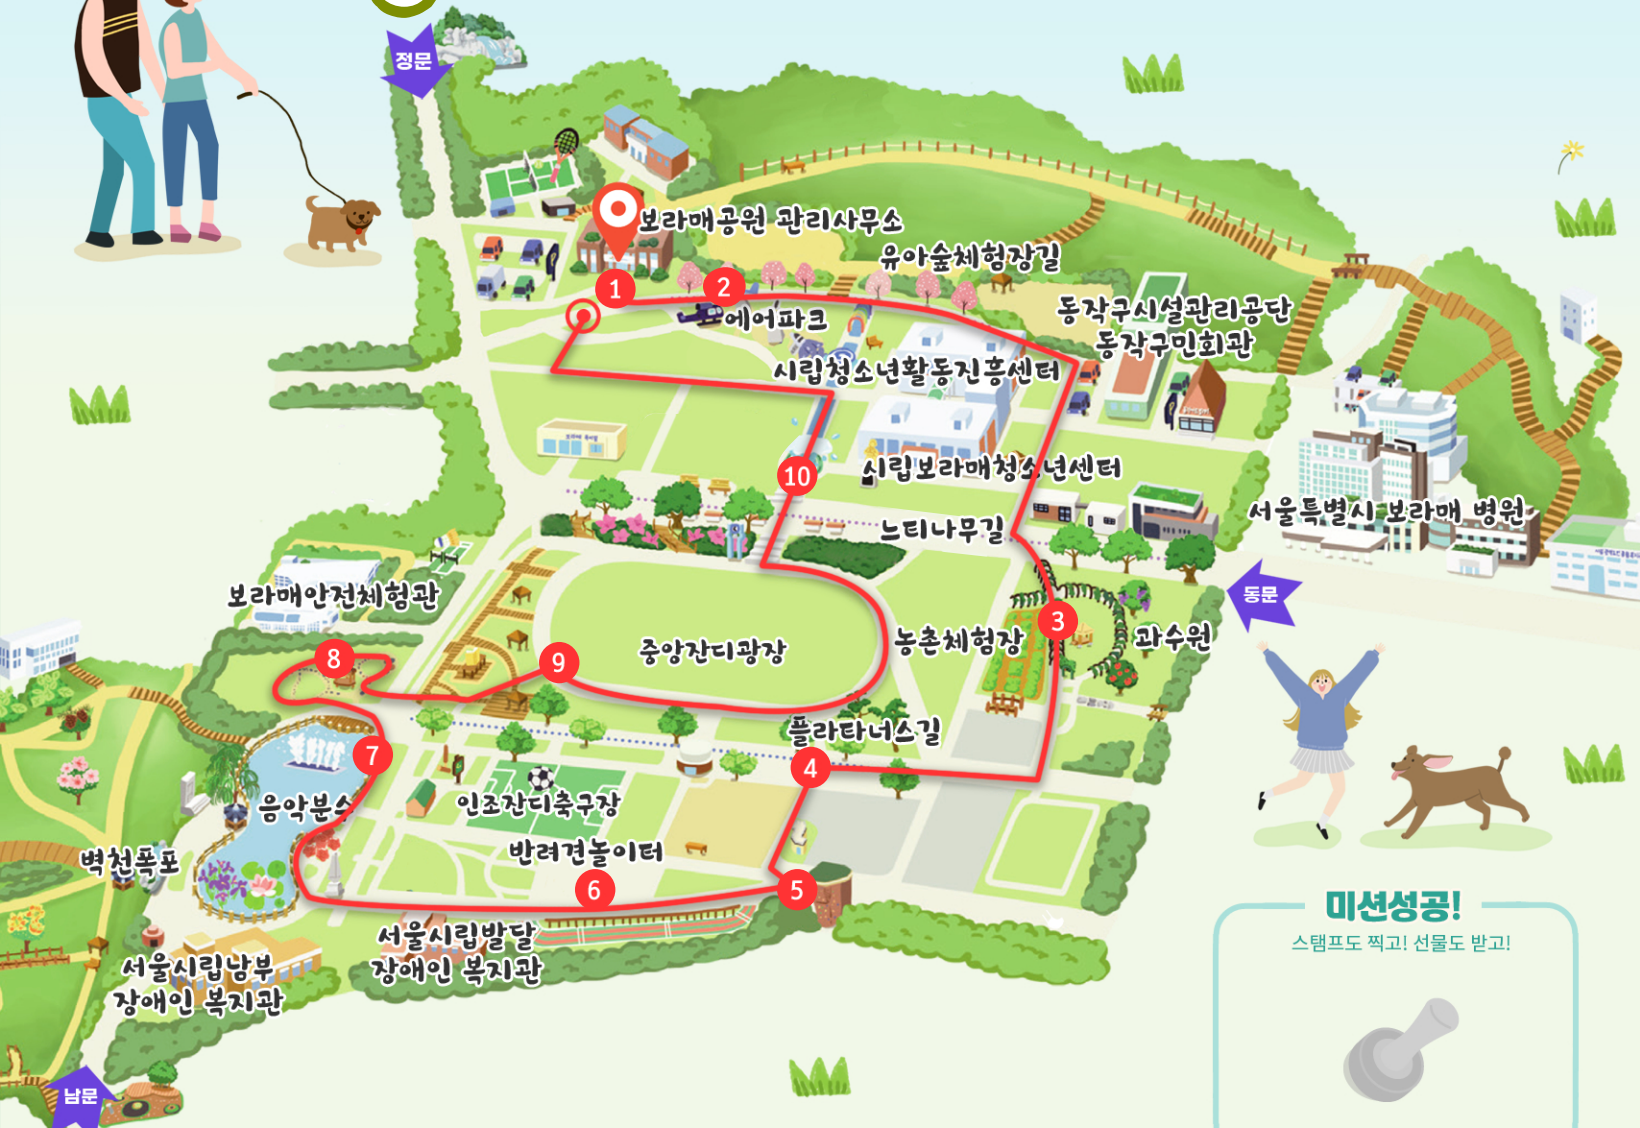 정문
보라매공원 관리사무소
유아숲체험장길
1
2
에어파크
동작구시설관리공단
동작구민회관
시립청소년활동진흥센터
10
시립보라매청소년센터
느티나무길
서울특별시 보라매 병원
동문
보라매안전체험관
3
농촌체험장
과수원
중앙잔디광장
8
9
플라타너스길
4
7
음악분수
인조잔디축구장
반려견놀이터
벽천폭포
6
5
서울시립발달
장애인 복지관
서울시립남부
장애인 복지관
남문
미션성공!
스탬프도 찍고! 선물도 받고!